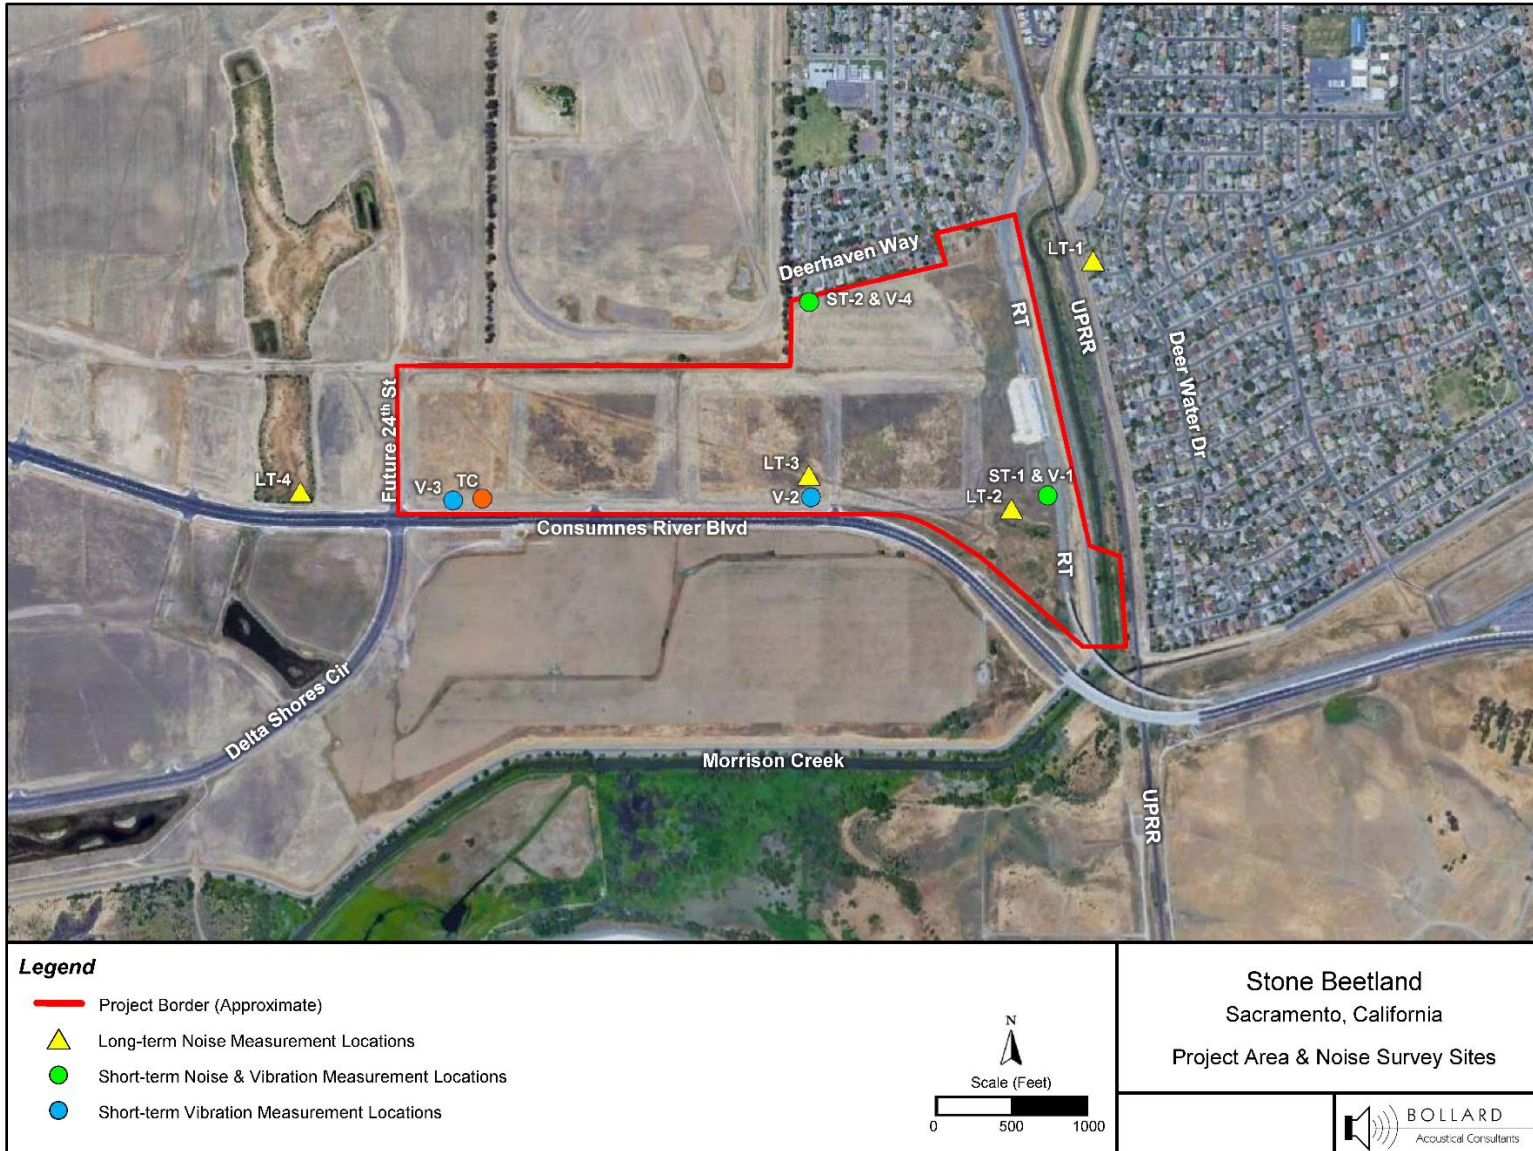 Deerhaven Way
LT-1
ST-2 & V-4
RT
UPRR
Deer Water Dr
Future 24th St
LT-4
V-3
TC
LT-3
V-2
ST-1 & V-1
LT-2
Consumnes River Blvd
RT
Delta Shores Cir
Morrison Creek
UPRR
Legend
Project Border (Approximate)
Long-term Noise Measurement Locations
Short-term Noise & Vibration Measurement Locations
Short-term Vibration Measurement Locations
N
Scale (Feet)
0 500 1000
Stone Beetland
Sacramento, California
Project Area & Noise Survey Sites
BOLLARD
Acoustical Consultants